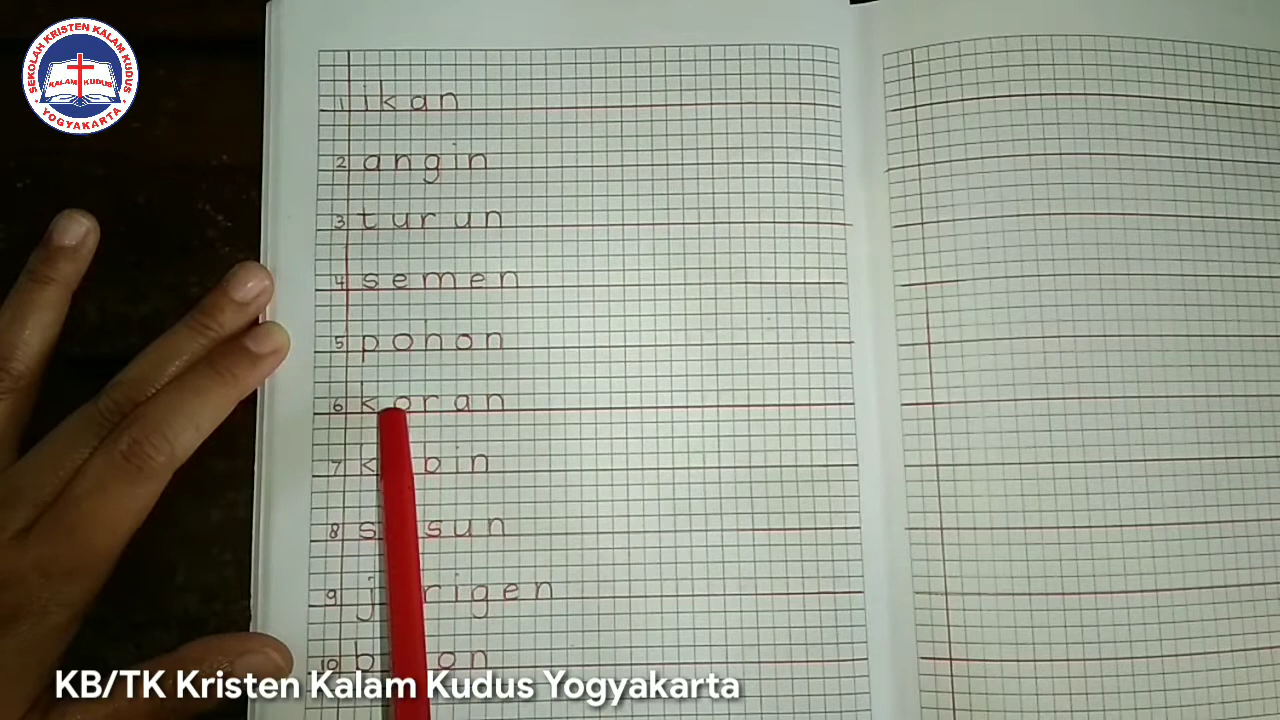 SEKOLAH KRISTEN KALAM KUDUS
KALAM KUDUS
YOGYAKARTA
1 ikan
2 angin
3 turun
4 semen
5 pohon
6 koran
7
8
9
10
KB/TK Kristen Kalam Kudus Yogyakarta